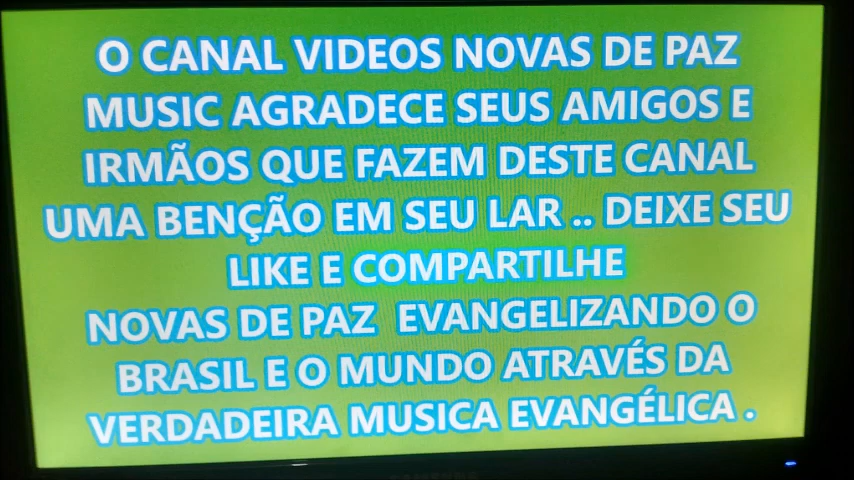 O CANAL VIDEOS NOVAS DE PAZ
MUSIC AGRADECE SEUS AMIGOS E
IRMÃOS QUE FAZEM DESTE CANAL
UMA BENÇÃO EM SEU LAR .. DEIXE SEU
LIKE E COMPARTILHE
NOVAS DE PAZ EVANGELIZANDO O
BRASIL E O MUNDO ATRAVÉS DA
VERDADEIRA MUSICA EVANGÉLICA .